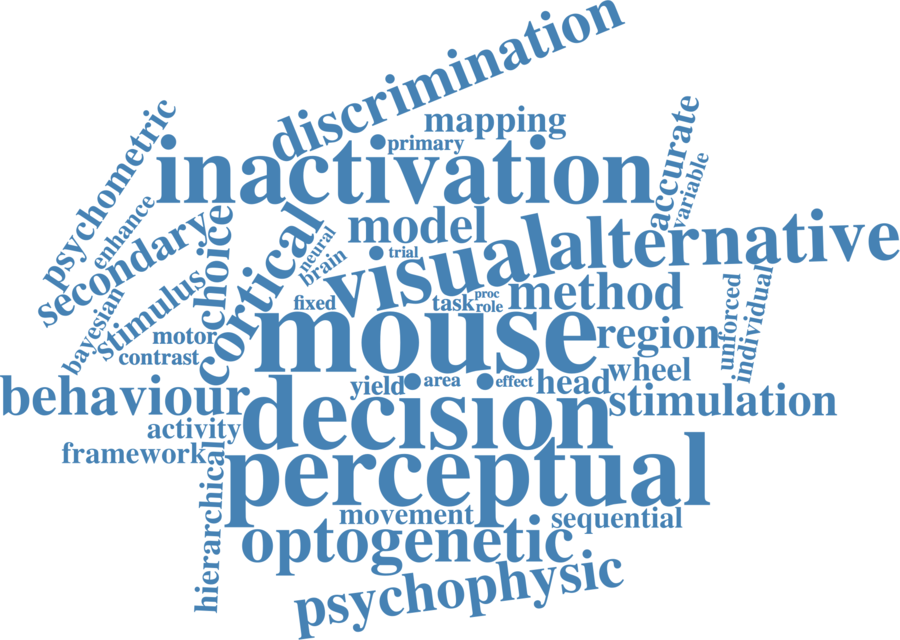 discrimination
mapping
primary
psychometric
inactivation
accurate
variable
enhance
secondary
choice
cortical
neural
brain
model
trial
visual
alternative
bayesian
stimulus
fixed
task
proc
role
method
motor
contrast
mouse
region
unforced
individual
behaviour
yield
area
effect
head
wheel
decision
stimulation
activity
framework
hierarchical
perceptual
movement
sequential
optogenetic
psychophysic